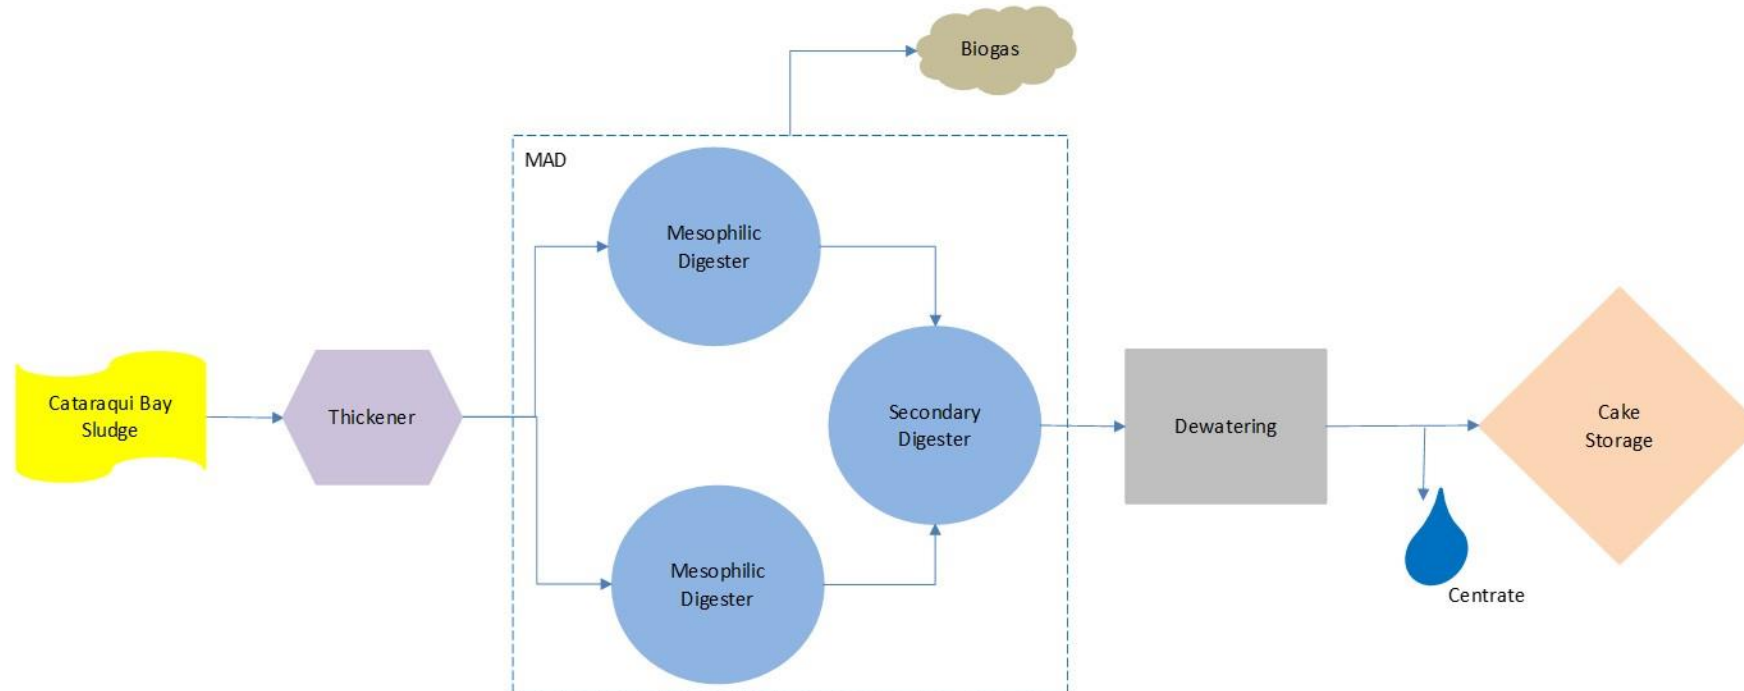 Biogas
MAD
Mesophilic
Digester
Cataraqui Bay
Sludge
Thickener
Secondary
Digester
Dewatering
Cake
Storage
Mesophilic
Digester
Centrate